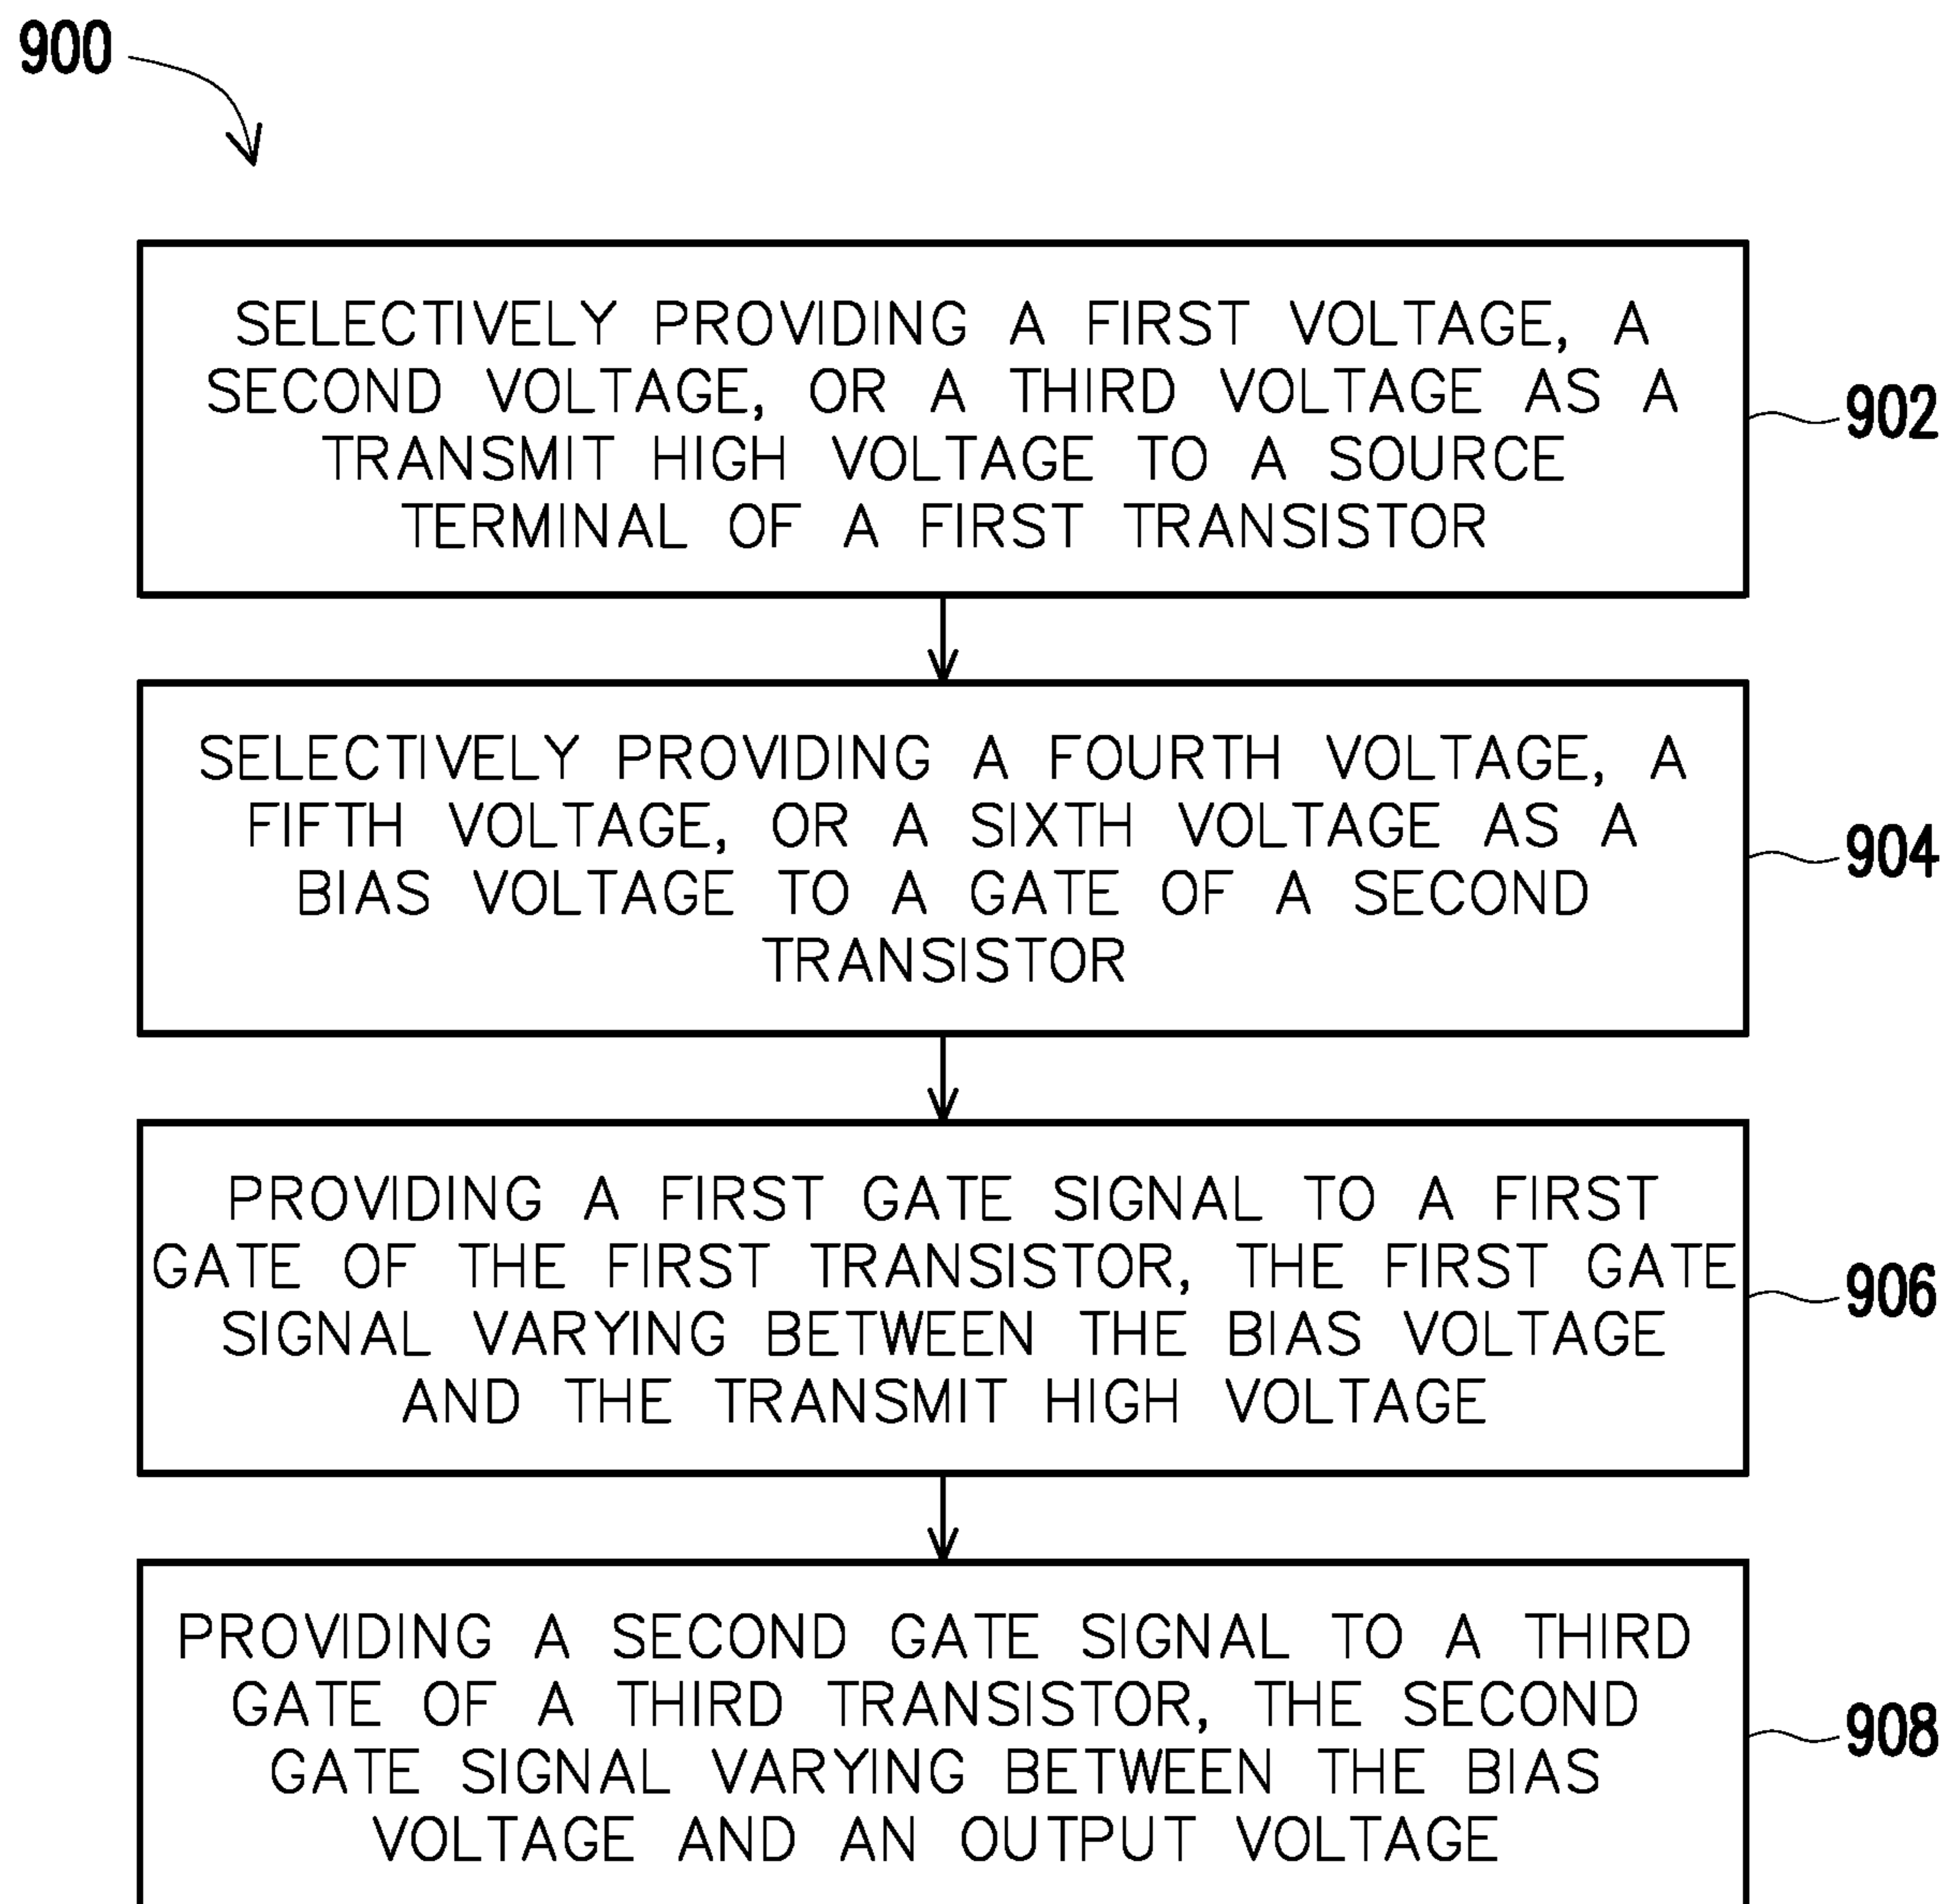 900
SELECTIVELY PROVIDING A FIRST VOLTAGE, A
SECOND VOLTAGE, OR A THIRD VOLTAGE AS A
TRANSMIT HIGH VOLTAGE TO A SOURCE
TERMINAL OF A FIRST TRANSISTOR
902
SELECTIVELY PROVIDING A FOURTH VOLTAGE, A
FIFTH VOLTAGE, OR A SIXTH VOLTAGE AS A
BIAS VOLTAGE TO A GATE OF A SECOND
TRANSISTOR
904
PROVIDING A FIRST GATE SIGNAL TO A FIRST
GATE OF THE FIRST TRANSISTOR, THE FIRST GATE
SIGNAL VARYING BETWEEN THE BIAS VOLTAGE
AND THE TRANSMIT HIGH VOLTAGE
906
PROVIDING A SECOND GATE SIGNAL TO A THIRD
GATE OF A THIRD TRANSISTOR, THE SECOND
GATE SIGNAL VARYING BETWEEN THE BIAS
VOLTAGE AND AN OUTPUT VOLTAGE
908